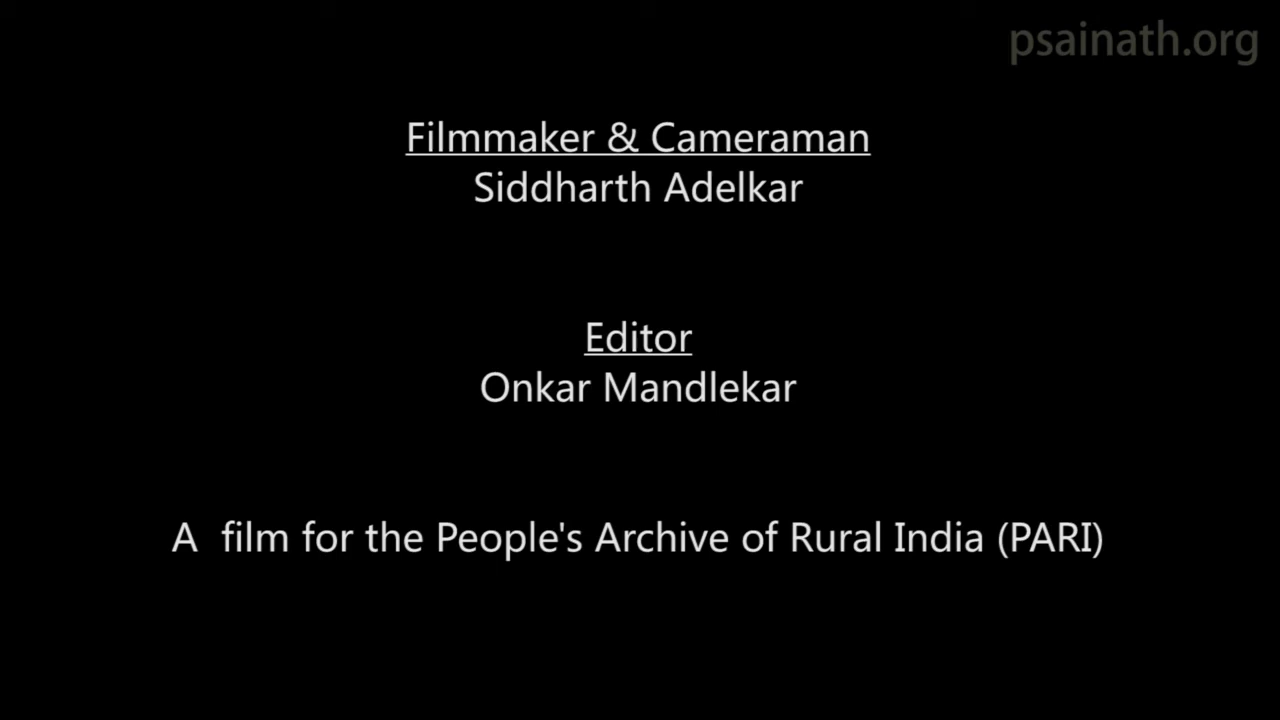 psainath.org
Filmmaker & Cameraman
Siddharth Adelkar
Editor
Onkar Mandlekar
A  film for the People's Archive of Rural India (PARI)